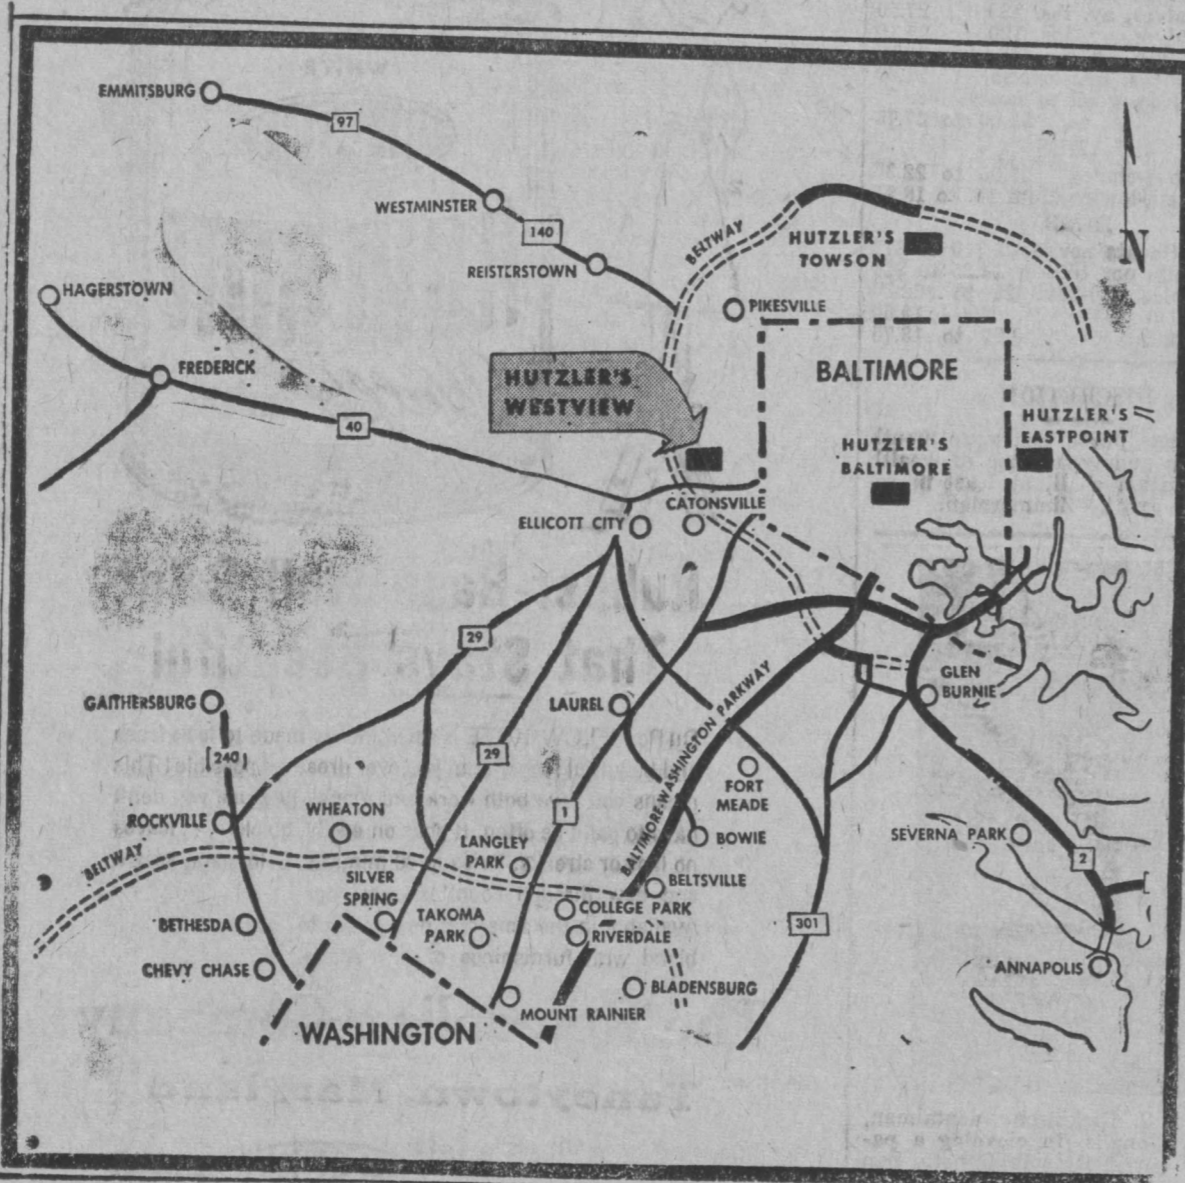 EMMITSBURG
97
WESTMINSTER
140
REISTERSTOWN
BELTWAY
HUTZLER'S
TOWSON
N
HAGERSTOWN
PIKESVILLE
FREDERICK
HUTZLER'S
WESTVIEW
BALTIMORE
40
HUTZLER'S
EASTPOINT
HUTZLER'S
BALTIMORE
CATONSVILLE
ELLICOTT CITY
29
GLEN
BURNIE
GAITHERSBURG
LAUREL
BALTIMORE WASHINGTON PARKWAY
240
29
FORT
MEADE
ROCKVILLE
WHEATON
1
BOWIE
SEVERNA PARK
LANGLEY
PARK
2
BELTWAY
SILVER
SPRING
BELTSVILLE
COLLEGE PARK
TAKOMA
PARK
301
BETHESDA
RIVERDALE
CHEVY CHASE
ANNAPOLIS
BLADENSBURG
MOUNT RAINIER
WASHINGTON